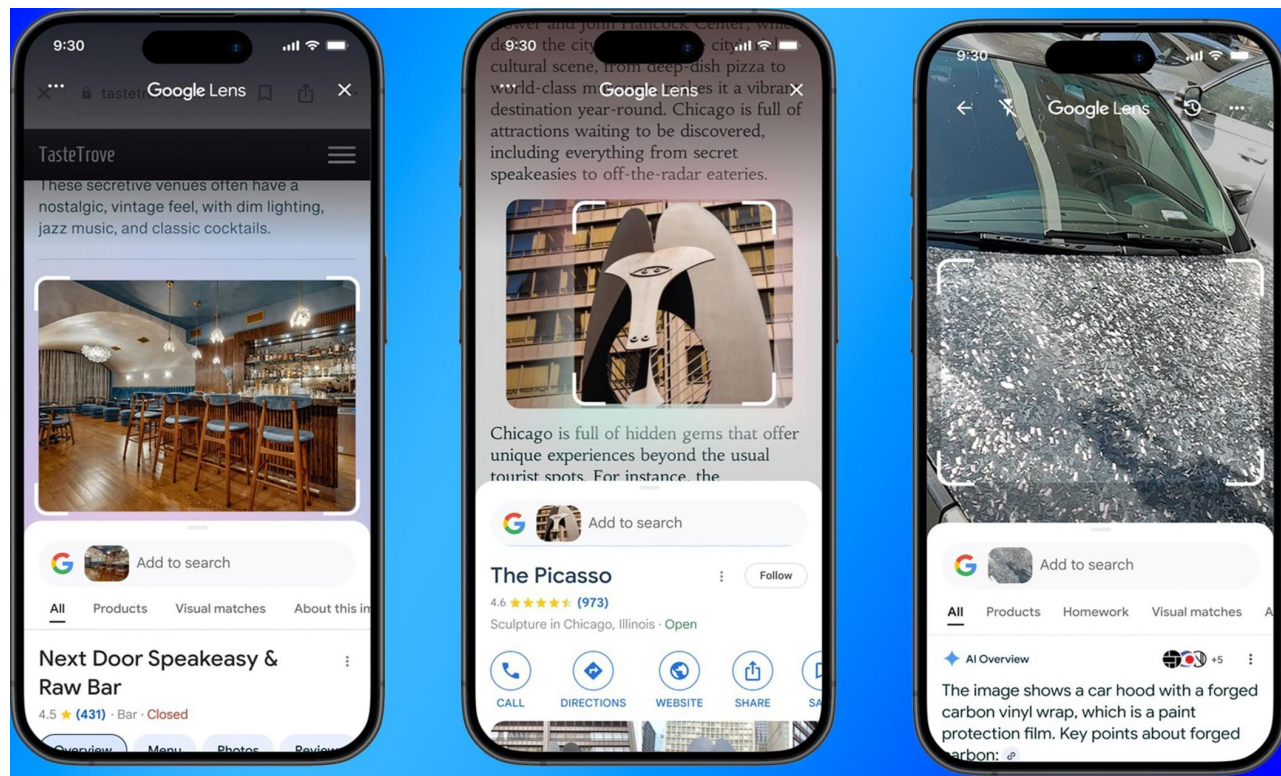 9:30
Google Lens
TasteTrove
These secretive venues often have a
nostalgic, vintage feel, with dim lighting,
jazz music, and classic cocktails.
Add to search
All Products Visual matches About this im
Next Door Speakeasy &
Raw Bar
4.5 ★ (431) · Bar · Closed
Overview Menu Photos Review
9:30
Google Lens
cultural scene, from deep-dish pizza to
world-class
destination year-round. Chicago is full of
attractions waiting to be discovered,
including everything from secret
speakeasies to off-the-radar eateries.
Chicago is full of hidden gems that offer
unique experiences beyond the usual
tourist spots. For instance, the
Add to search
The Picasso
Follow
4.6 ★★★★★ (973)
Sculpture in Chicago, Illinois · Open
CALL DIRECTIONS WEBSITE SHARE SA
9:30
Google Lens
Add to search
All Products Homework Visual matches A
AI Overview +5
The image shows a car hood with a forged
carbon vinyl wrap, which is a paint
protection film. Key points about forged
carbon: